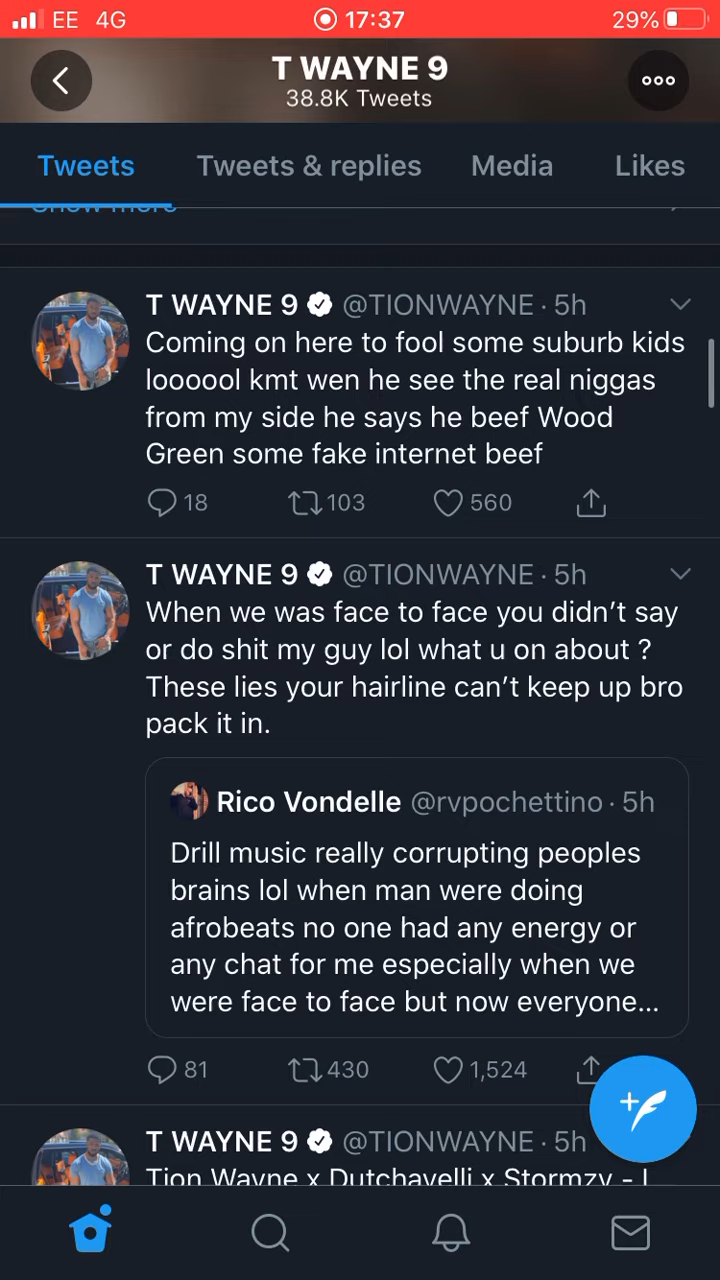 EE 4G 17:37 29%
T WAYNE 9
38.8K Tweets
Tweets Tweets & replies Media Likes
Show more
T WAYNE 9 @TIONWAYNE · 5h
Coming on here to fool some suburb kids
loooool kmt wen he see the real niggas
from my side he says he beef Wood
Green some fake internet beef
18 103 560
T WAYNE 9 @TIONWAYNE · 5h
When we was face to face you didn't say
or do shit my guy lol what u on about ?
These lies your hairline can't keep up bro
pack it in.
Rico Vondelle @rvpochettino · 5h
Drill music really corrupting peoples
brains lol when man were doing
afrobeats no one had any energy or
any chat for me especially when we
were face to face but now everyone...
81 430 1,524
T WAYNE 9 @TIONWAYNE · 5h
Tion Wayne x Dutchavelli x Stormzy - I